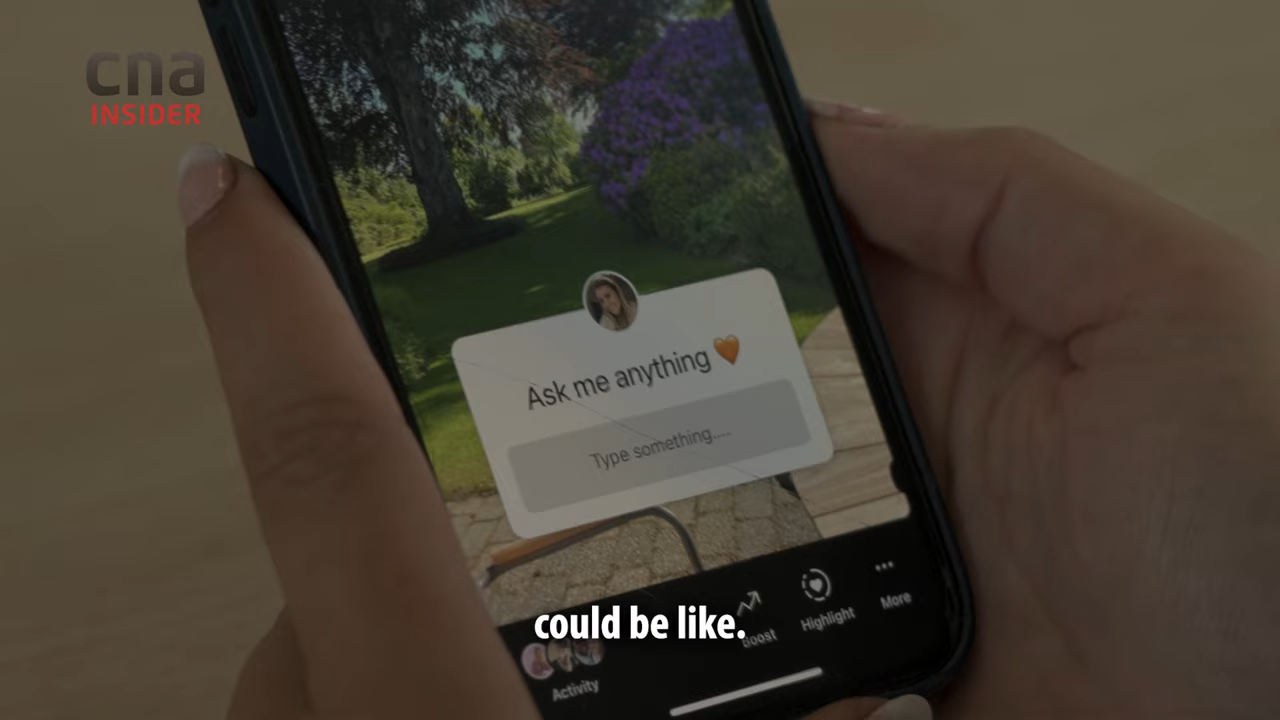 cna
INSIDER
Ask me anything 🧡
Type something....
could be like.
Boost
Highlight
More
Activity